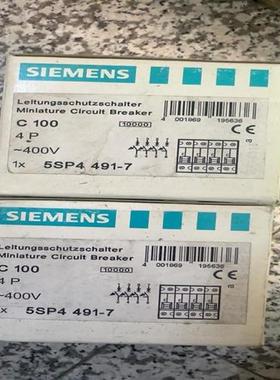 SIEMENS
Leitungsschutzschalter
Miniature Circuit Breaker
C 100
10000
4 P
~400V
1x 5SP4 491-7
4 001869 195636
CE
SIEMENS
Leitungsschutzschalter
Miniature Circuit Breaker
C 100
10000
4 P
~400V
1x 5SP4 491-7
4 001869 195636
CE